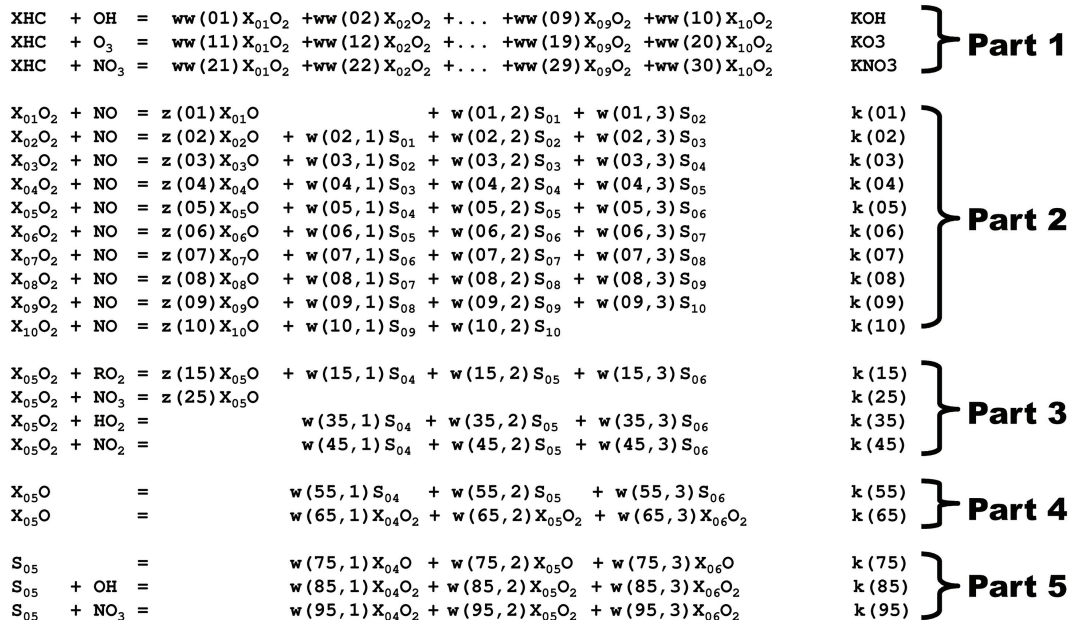 XHC + OH = ww(01)X₀₁O₂ +ww(02)X₀₂O₂ +... +ww(09)X₀₉O₂ +ww(10)X₁₀O₂ KOH
XHC + O₃ = ww(11)X₀₁O₂ +ww(12)X₀₂O₂ +... +ww(19)X₀₉O₂ +ww(20)X₁₀O₂ KO3 Part 1
XHC + NO₃ = ww(21)X₀₁O₂ +ww(22)X₀₂O₂ +... +ww(29)X₀₉O₂ +ww(30)X₁₀O₂ KNO3
X₀₁O₂ + NO = z(01)X₀₁O + w(01,2)S₀₁ + w(01,3)S₀₂ k(01)
X₀₂O₂ + NO = z(02)X₀₂O + w(02,1)S₀₁ + w(02,2)S₀₂ + w(02,3)S₀₃ k(02)
X₀₃O₂ + NO = z(03)X₀₃O + w(03,1)S₀₂ + w(03,2)S₀₃ + w(03,3)S₀₄ k(03)
X₀₄O₂ + NO = z(04)X₀₄O + w(04,1)S₀₃ + w(04,2)S₀₄ + w(04,3)S₀₅ k(04)
X₀₅O₂ + NO = z(05)X₀₅O + w(05,1)S₀₄ + w(05,2)S₀₅ + w(05,3)S₀₆ k(05) Part 2
X₀₆O₂ + NO = z(06)X₀₆O + w(06,1)S₀₅ + w(06,2)S₀₆ + w(06,3)S₀₇ k(06)
X₀₇O₂ + NO = z(07)X₀₇O + w(07,1)S₀₆ + w(07,2)S₀₇ + w(07,3)S₀₈ k(07)
X₀₈O₂ + NO = z(08)X₀₈O + w(08,1)S₀₇ + w(08,2)S₀₈ + w(08,3)S₀₉ k(08)
X₀₉O₂ + NO = z(09)X₀₉O + w(09,1)S₀₈ + w(09,2)S₀₉ + w(09,3)S₁₀ k(09)
X₁₀O₂ + NO = z(10)X₁₀O + w(10,1)S₀₉ + w(10,2)S₁₀ k(10)
X₀₅O₂ + RO₂ = z(15)X₀₅O + w(15,1)S₀₄ + w(15,2)S₀₅ + w(15,3)S₀₆ k(15)
X₀₅O₂ + NO₃ = z(25)X₀₅O k(25) Part 3
X₀₅O₂ + HO₂ = w(35,1)S₀₄ + w(35,2)S₀₅ + w(35,3)S₀₆ k(35)
X₀₅O₂ + NO₂ = w(45,1)S₀₄ + w(45,2)S₀₅ + w(45,3)S₀₆ k(45)
X₀₅O = w(55,1)S₀₄ + w(55,2)S₀₅ + w(55,3)S₀₆ k(55) Part 4
X₀₅O = w(65,1)X₀₄O₂ + w(65,2)X₀₅O₂ + w(65,3)X₀₆O₂ k(65)
S₀₅ = w(75,1)X₀₄O + w(75,2)X₀₅O + w(75,3)X₀₆O k(75)
S₀₅ + OH = w(85,1)X₀₄O₂ + w(85,2)X₀₅O₂ + w(85,3)X₀₆O₂ k(85) Part 5
S₀₅ + NO₃ = w(95,1)X₀₄O₂ + w(95,2)X₀₅O₂ + w(95,3)X₀₆O₂ k(95)